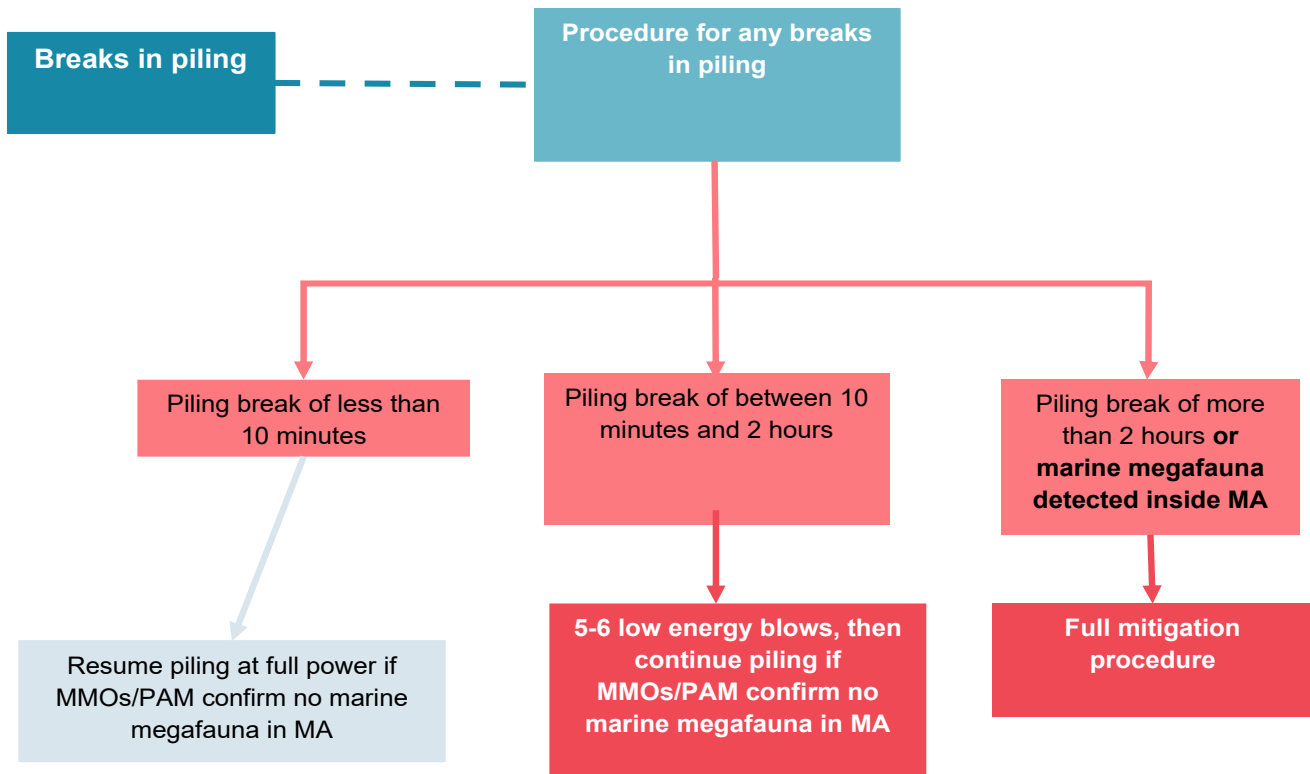 Breaks in piling
Procedure for any breaks
in piling
Piling break of less than
10 minutes
Piling break of between 10
minutes and 2 hours
Piling break of more
than 2 hours or
marine megafauna
detected inside MA
Resume piling at full power if
MMOs/PAM confirm no marine
megafauna in MA
5-6 low energy blows, then
continue piling if
MMOs/PAM confirm no
marine megafauna in MA
Full mitigation
procedure